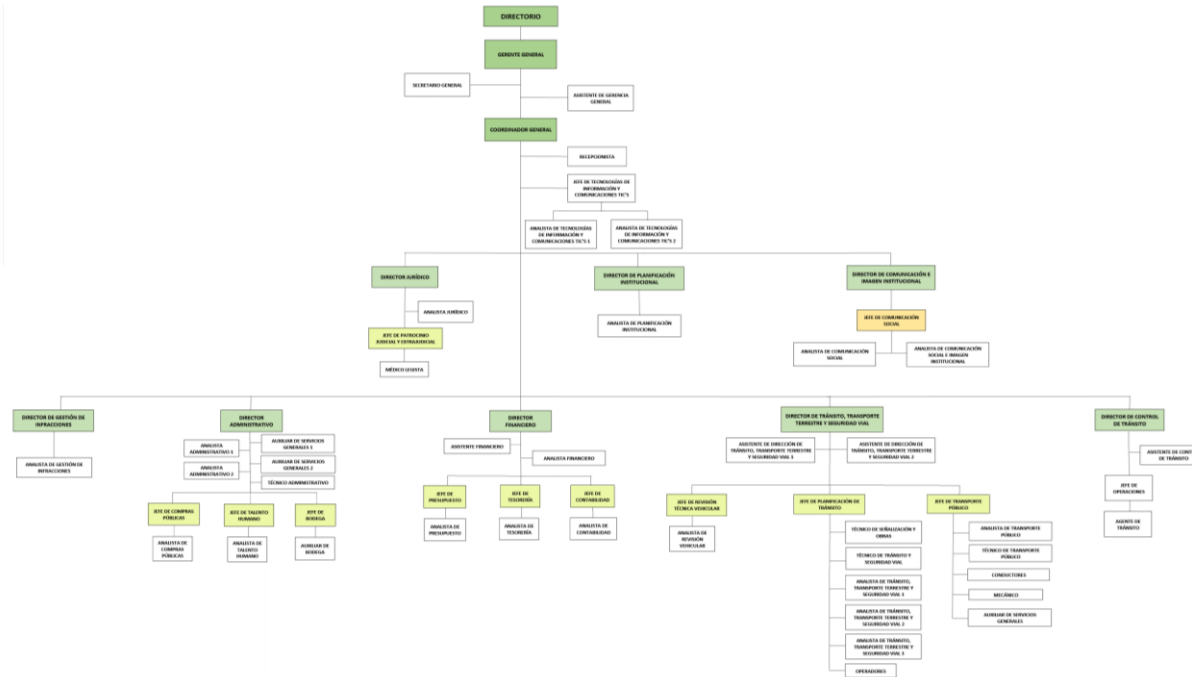 DIRECTORIO
GERENTE GENERAL
SECRETARIO GENERAL
ASISTENTE DE GERENCIA
GENERAL
COORDINADOR GENERAL
RECEPCIONISTA
JEFE DE TECNOLOGÍAS DE
INFORMACIÓN Y
COMUNICACIONES TIC'S
ANALISTA DE TECNOLOGÍAS
DE INFORMACIÓN Y
COMUNICACIONES TIC'S 1
ANALISTA DE TECNOLOGÍAS
DE INFORMACIÓN Y
COMUNICACIONES TIC'S 2
DIRECTOR JURÍDICO
DIRECTOR DE PLANIFICACIÓN
INSTITUCIONAL
DIRECTOR DE COMUNICACIÓN E
IMAGEN INSTITUCIONAL
ANALISTA JURÍDICO
JEFE DE PATROCINIO
JUDICIAL Y EXTRAJUDICIAL
MÉDICO LEGISTA
ANALISTA DE PLANIFICACIÓN
INSTITUCIONAL
JEFE DE COMUNICACIÓN
SOCIAL
ANALISTA DE COMUNICACIÓN
SOCIAL
ANALISTA DE COMUNICACIÓN
SOCIAL E IMAGEN
INSTITUCIONAL
DIRECTOR DE GESTIÓN DE
INFRACCIONES
ANALISTA DE GESTIÓN DE
INFRACCIONES
DIRECTOR
ADMINISTRATIVO
ANALISTA
ADMINISTRATIVO 1
AUXILIAR DE SERVICIOS
GENERALES 1
ANALISTA
ADMINISTRATIVO 2
AUXILIAR DE SERVICIOS
GENERALES 2
TÉCNICO ADMINISTRATIVO
JEFE DE COMPRAS
PÚBLICAS
JEFE DE TALENTO
HUMANO
JEFE DE
BODEGA
ANALISTA DE
COMPRAS
PÚBLICAS
ANALISTA DE
TALENTO
HUMANO
AUXILIAR DE
BODEGA
DIRECTOR
FINANCIERO
ASISTENTE FINANCIERO
ANALISTA FINANCIERO
JEFE DE
PRESUPUESTO
JEFE DE
TESORERÍA
JEFE DE
CONTABILIDAD
ANALISTA DE
PRESUPUESTO
ANALISTA DE
TESORERÍA
ANALISTA DE
CONTABILIDAD
DIRECTOR DE TRÁNSITO, TRANSPORTE
TERRESTRE Y SEGURIDAD VIAL
ASISTENTE DE DIRECCIÓN DE
TRÁNSITO, TRANSPORTE TERRESTRE
Y SEGURIDAD VIAL 1
ASISTENTE DE DIRECCIÓN DE
TRÁNSITO, TRANSPORTE TERRESTRE
Y SEGURIDAD VIAL 2
JEFE DE REVISIÓN
TÉCNICA VEHICULAR
ANALISTA DE
REVISIÓN
VEHICULAR
JEFE DE PLANIFICACIÓN DE
TRÁNSITO
TÉCNICO DE SEÑALIZACIÓN Y
OBRAS
TÉCNICO DE TRÁNSITO Y
SEGURIDAD VIAL
ANALISTA DE TRÁNSITO,
TRANSPORTE TERRESTRE Y
SEGURIDAD VIAL 1
ANALISTA DE TRÁNSITO,
TRANSPORTE TERRESTRE Y
SEGURIDAD VIAL 2
ANALISTA DE TRÁNSITO,
TRANSPORTE TERRESTRE Y
SEGURIDAD VIAL 3
OPERADORES
JEFE DE TRANSPORTE
PÚBLICO
ANALISTA DE TRANSPORTE
PÚBLICO
TÉCNICO DE TRANSPORTE
PÚBLICO
CONDUCTORES
MECÁNICO
AUXILIAR DE SERVICIOS
GENERALES
DIRECTOR DE CONTROL
DE TRÁNSITO
ASISTENTE DE CONT
DE TRÁNSITO
JEFE DE
OPERACIONES
AGENTE DE
TRÁNSITO